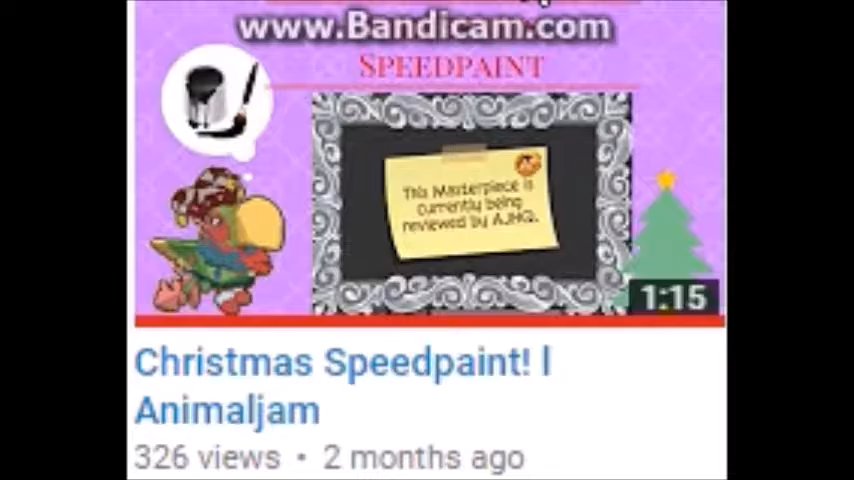 www.Bandicam.com
SPEEDPAINT
This Masterpiece is
currently being
reviewed by AJHQ.
1:15
Christmas Speedpaint! l
Animaljam
326 views • 2 months ago